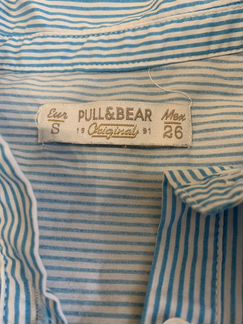 Eur PULL&BEAR Mex
S 19 Original 91 26